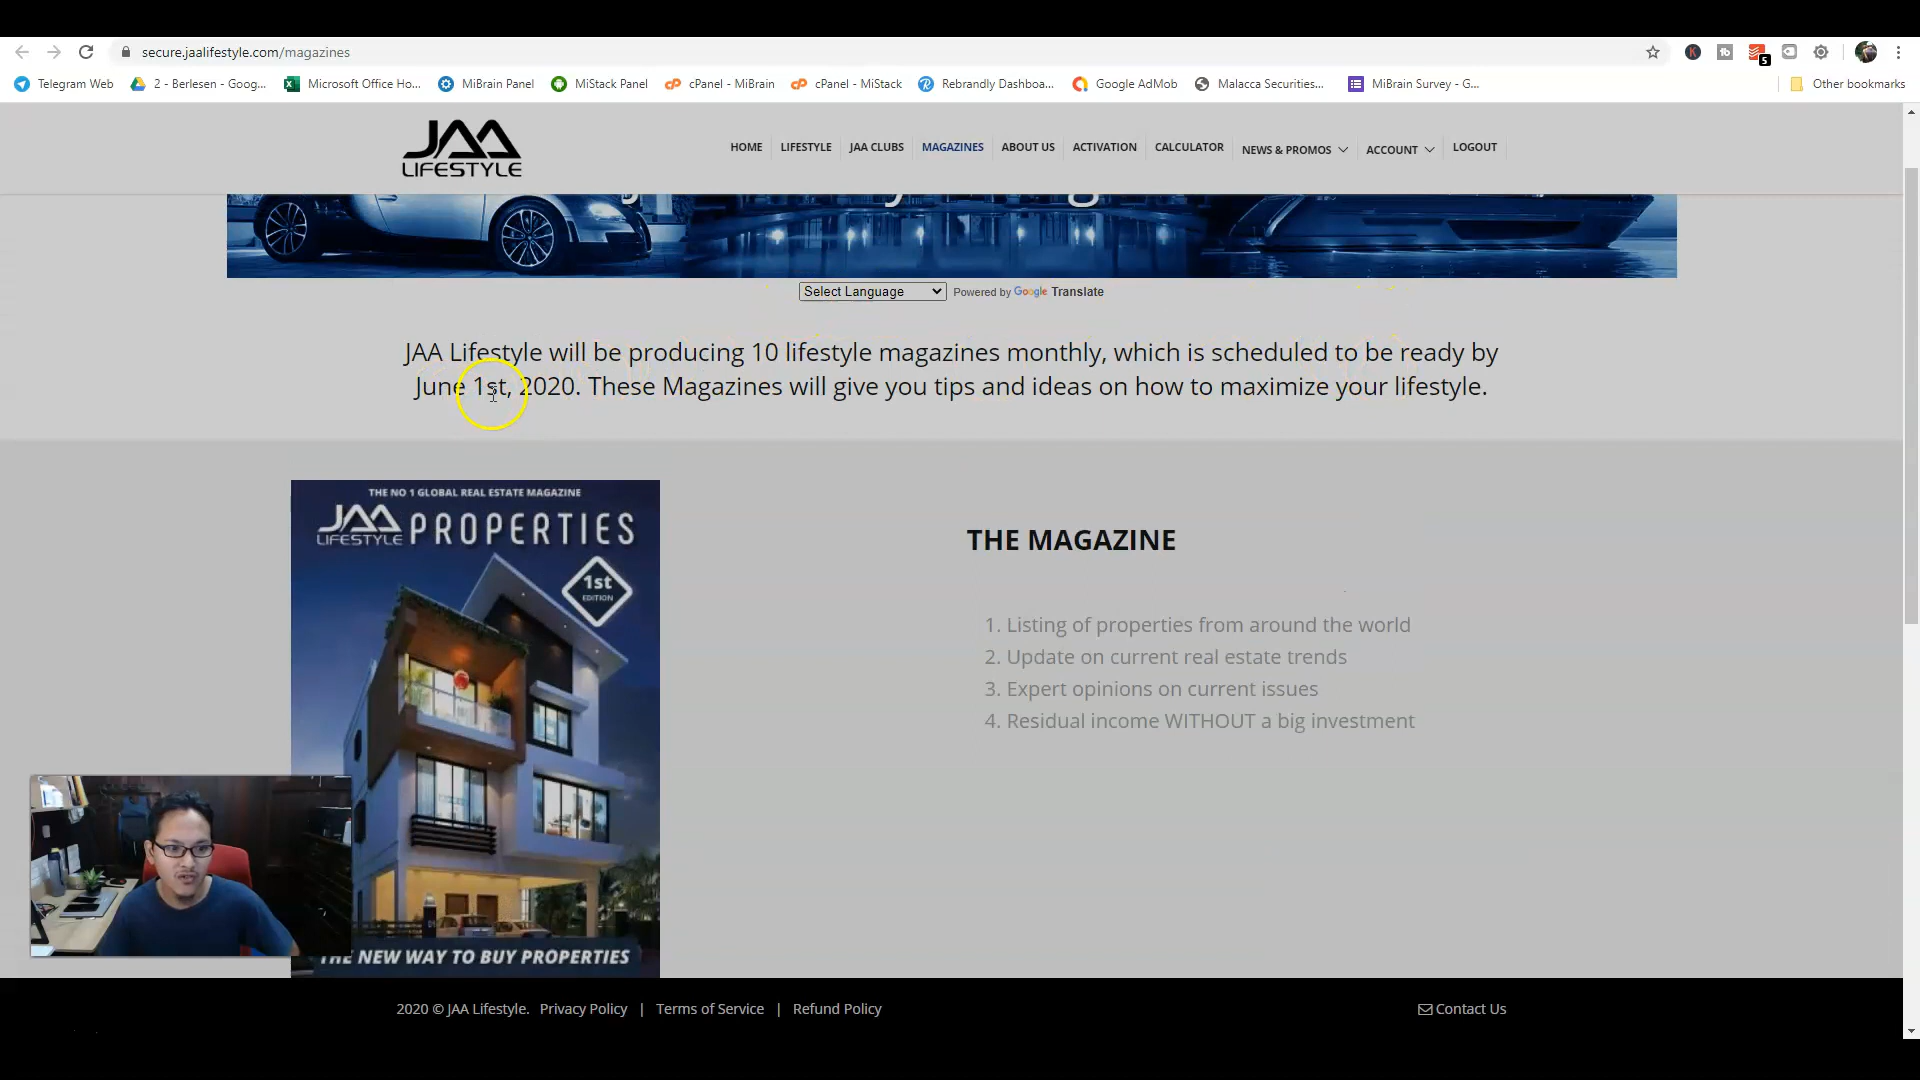 secure.jaalifestyle.com/magazines
5
Telegram Web 2 - Berlesen - Goog... Microsoft Office Ho... MiBrain Panel MiStack Panel cPanel - MiBrain cPanel - MiStack Rebrandly Dashboa... Google AdMob Malacca Securities... MiBrain Survey - G... Other bookmarks
JAA
LIFESTYLE
HOME LIFESTYLE JAA CLUBS MAGAZINES ABOUT US ACTIVATION CALCULATOR NEWS & PROMOS ACCOUNT LOGOUT
Select Language Powered by Google Translate
JAA Lifestyle will be producing 10 lifestyle magazines monthly, which is scheduled to be ready by
June 1st, 2020. These Magazines will give you tips and ideas on how to maximize your lifestyle.
THE NO 1 GLOBAL REAL ESTATE MAGAZINE
JAA LIFESTYLE PROPERTIES
1st
EDITION
THE NEW WAY TO BUY PROPERTIES
THE MAGAZINE
1. Listing of properties from around the world
2. Update on current real estate trends
3. Expert opinions on current issues
4. Residual income WITHOUT a big investment
2020 © JAA Lifestyle. Privacy Policy | Terms of Service | Refund Policy
Contact Us